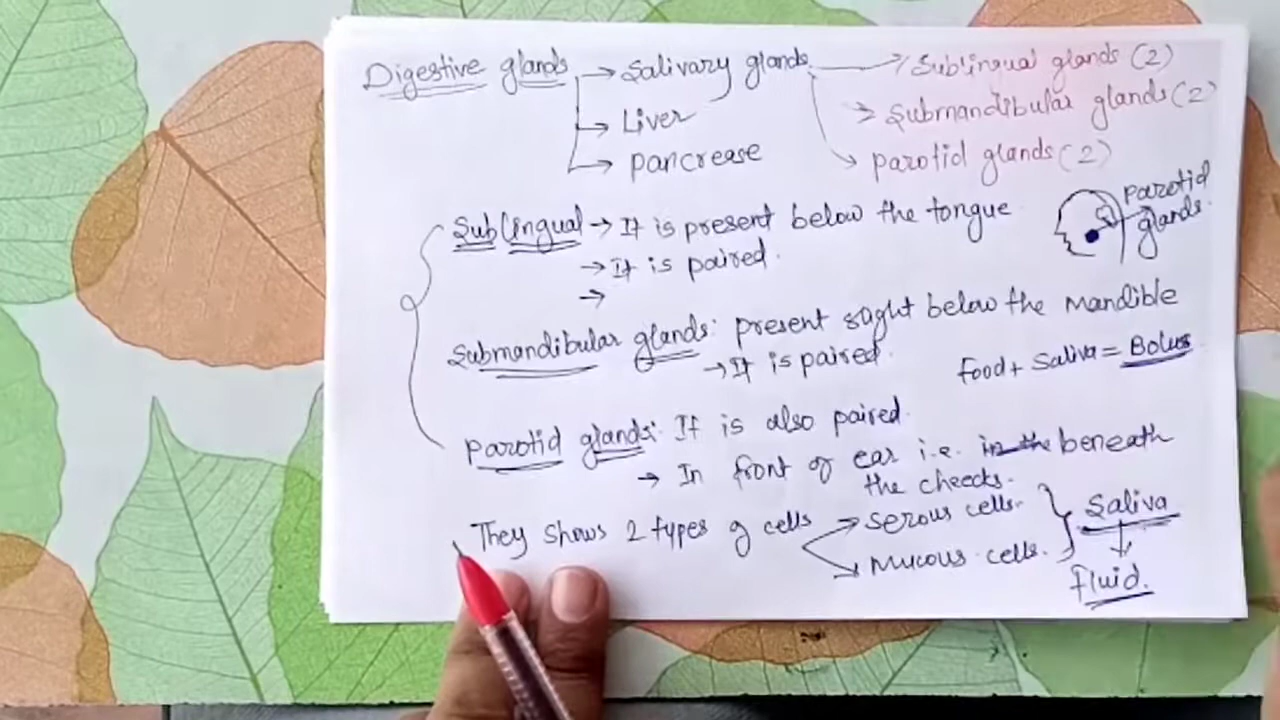 Digestive glands → Salivary glands → Sublingual glands (2)
→ Submandibular glands (2)
→ Liver
→ parotid glands (2)
→ pancrease
parotid
glands.
Sublingual → It is present below the tongue
→ It is paired.
→
Submandibular glands: present saght below the Mandible
→ It is paired.
food + Saliva = Bolus
parotid glands: It is also paired.
→ In front of ear i.e. in the beneath
the cheecks.
They shows 2 types of cells → serous cells.
→ Mucous cells.
Saliva
↓
fluid.